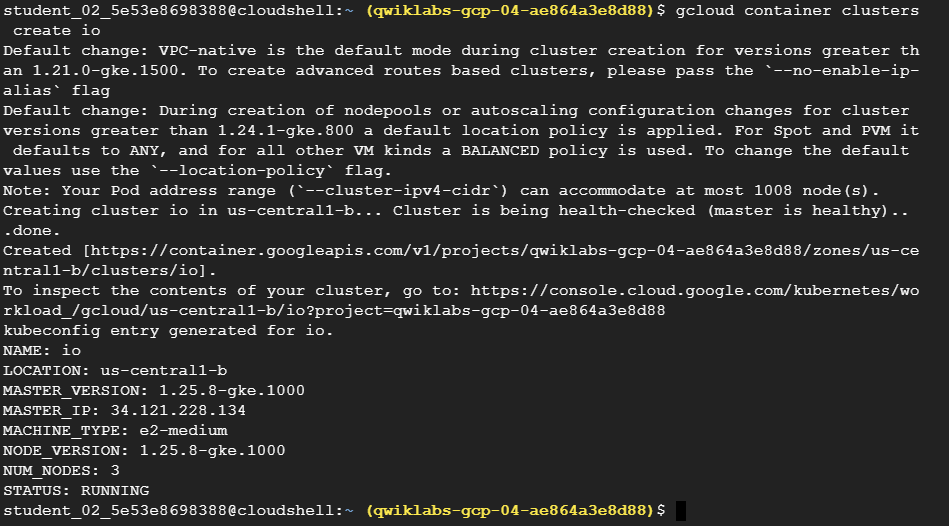 student_02_5e53e8698388@cloudshell:~ (qwiklabs-gcp-04-ae864a3e8d88)$ gcloud container clusters
 create io
Default change: VPC-native is the default mode during cluster creation for versions greater th
an 1.21.0-gke.1500. To create advanced routes based clusters, please pass the `--no-enable-ip-
alias` flag
Default change: During creation of nodepools or autoscaling configuration changes for cluster
versions greater than 1.24.1-gke.800 a default location policy is applied. For Spot and PVM it
 defaults to ANY, and for all other VM kinds a BALANCED policy is used. To change the default
values use the `--location-policy` flag.
Note: Your Pod address range (`--cluster-ipv4-cidr`) can accommodate at most 1008 node(s).
Creating cluster io in us-central1-b... Cluster is being health-checked (master is healthy)..
.done.
Created [https://container.googleapis.com/v1/projects/qwiklabs-gcp-04-ae864a3e8d88/zones/us-ce
ntral1-b/clusters/io].
To inspect the contents of your cluster, go to: https://console.cloud.google.com/kubernetes/wo
rkload_/gcloud/us-central1-b/io?project=qwiklabs-gcp-04-ae864a3e8d88
kubeconfig entry generated for io.
NAME: io
LOCATION: us-central1-b
MASTER_VERSION: 1.25.8-gke.1000
MASTER_IP: 34.121.228.134
MACHINE_TYPE: e2-medium
NODE_VERSION: 1.25.8-gke.1000
NUM_NODES: 3
STATUS: RUNNING
student_02_5e53e8698388@cloudshell:~ (qwiklabs-gcp-04-ae864a3e8d88)$